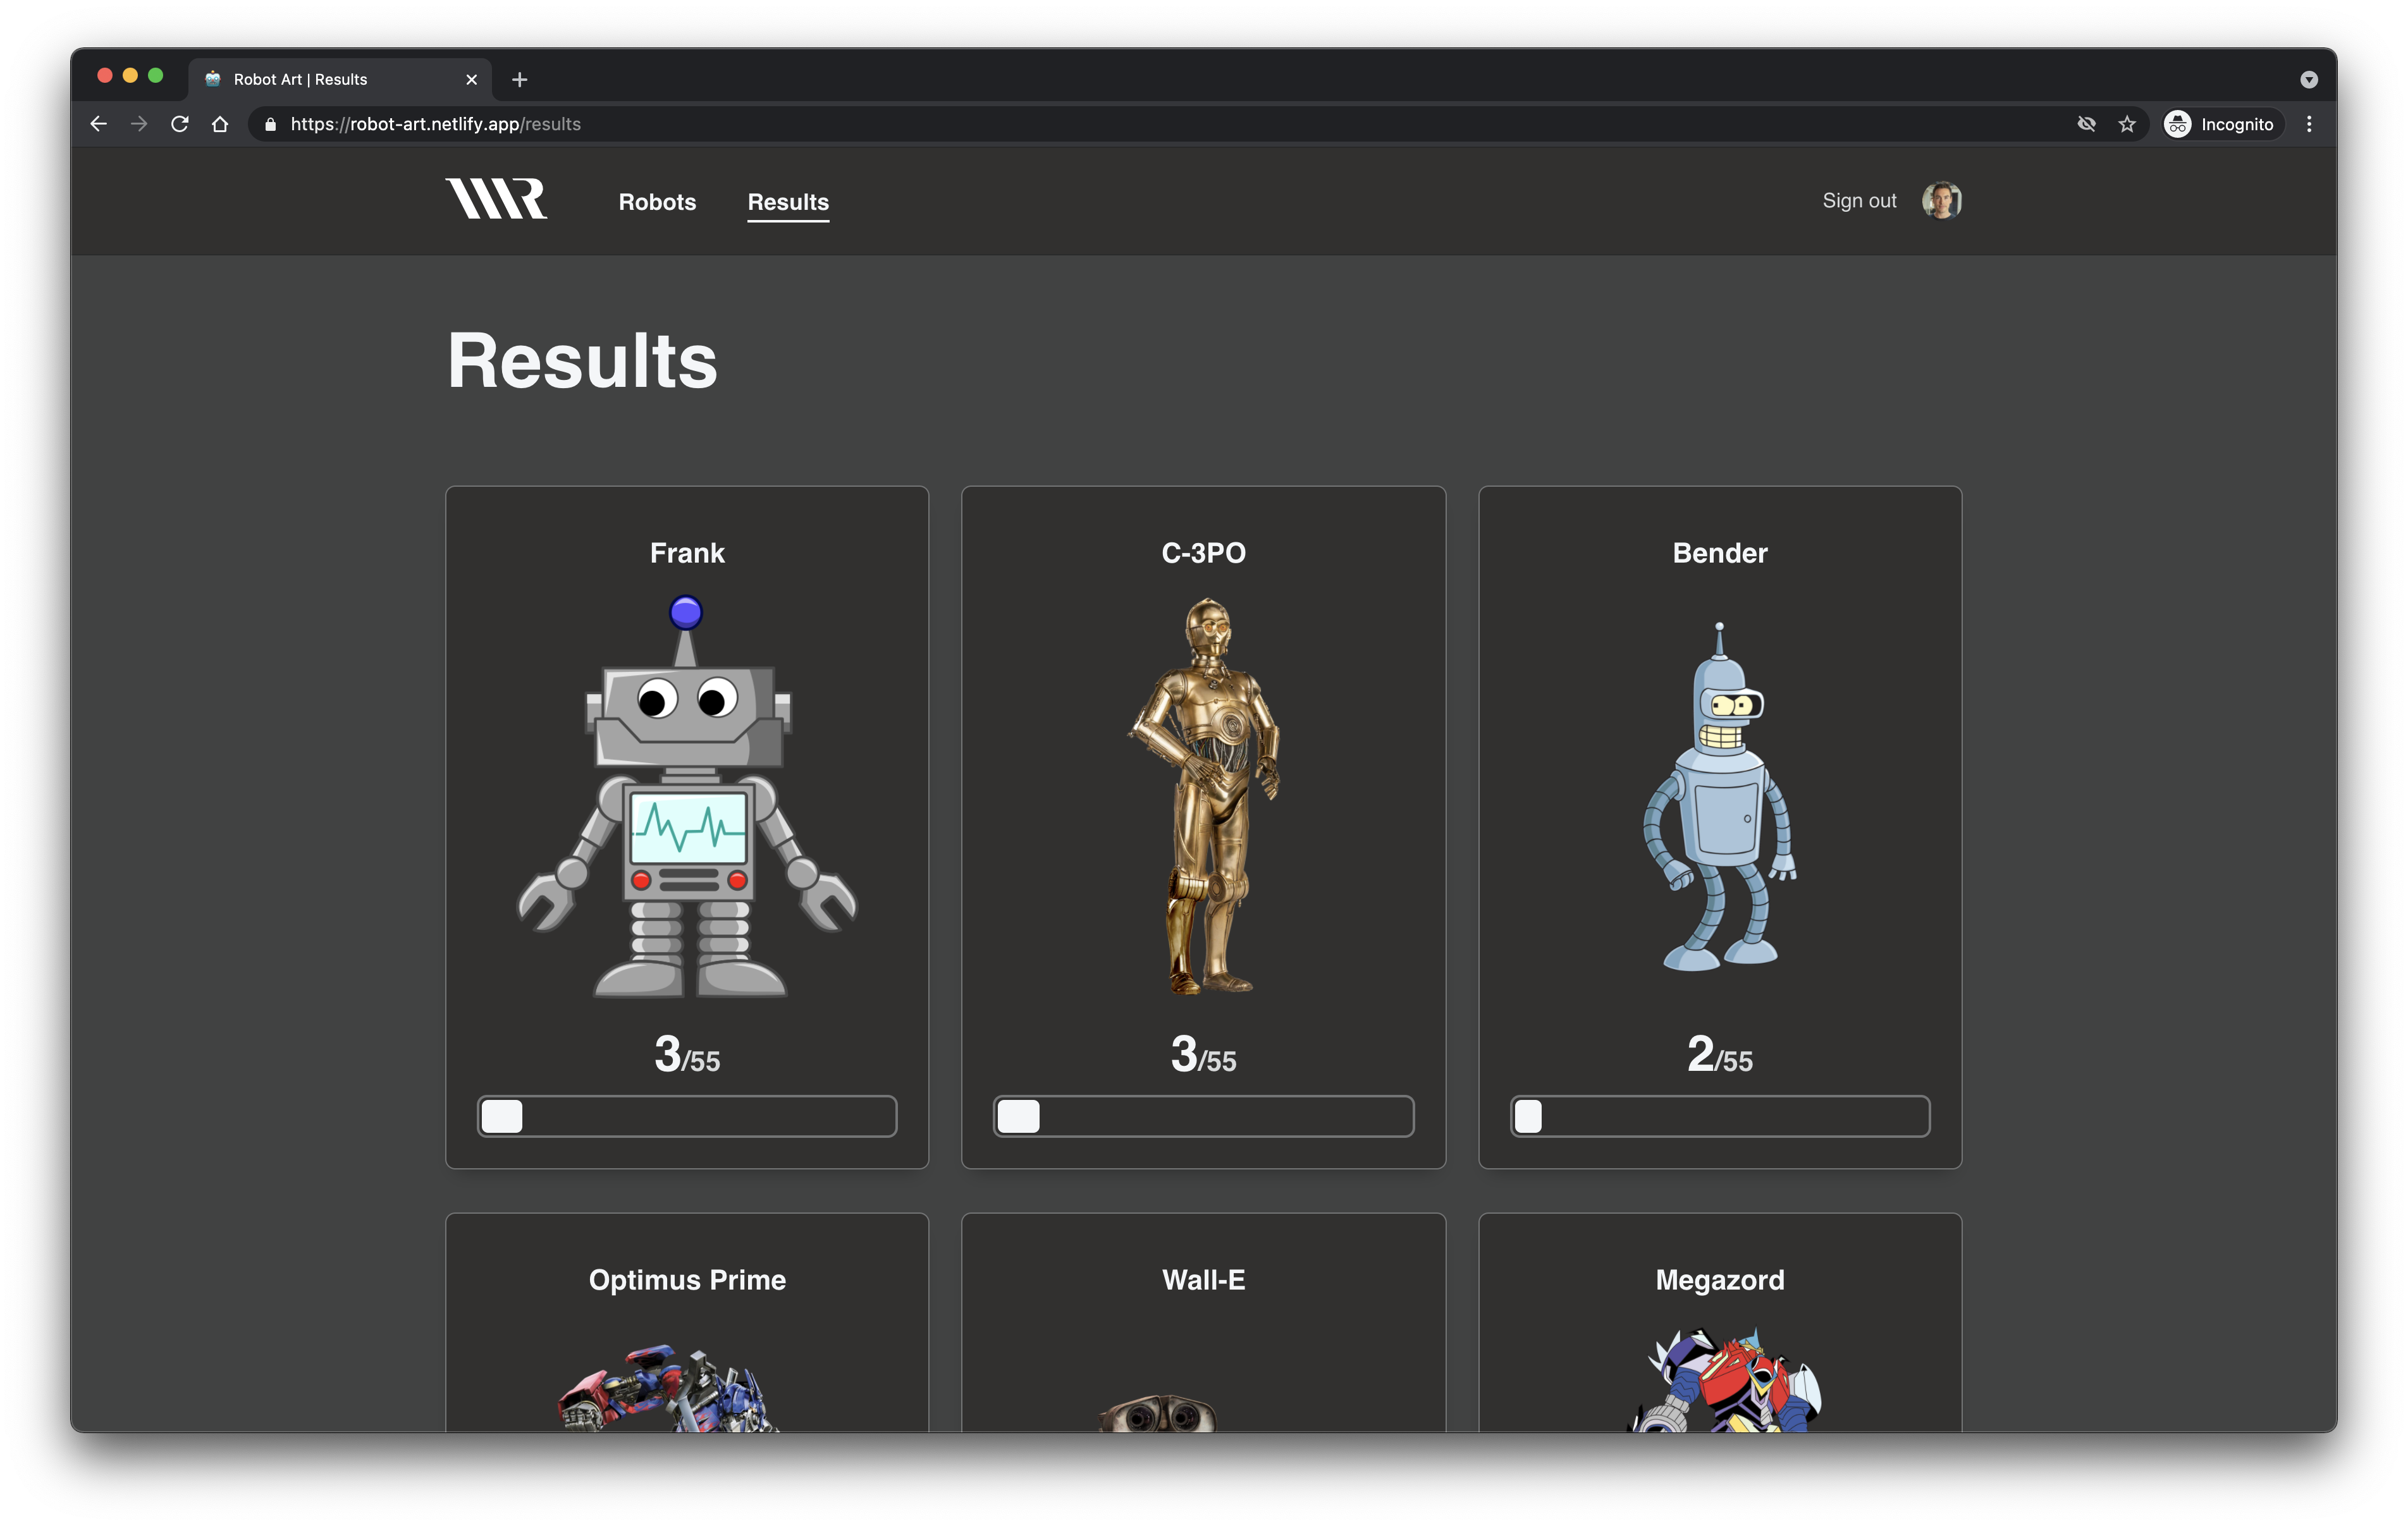 Robot Art | Results
https://robot-art.netlify.app/results
Incognito
WR
Robots
Results
Sign out
Results
Frank
C-3PO
Bender
3/55
3/55
2/55
Optimus Prime
Wall-E
Megazord